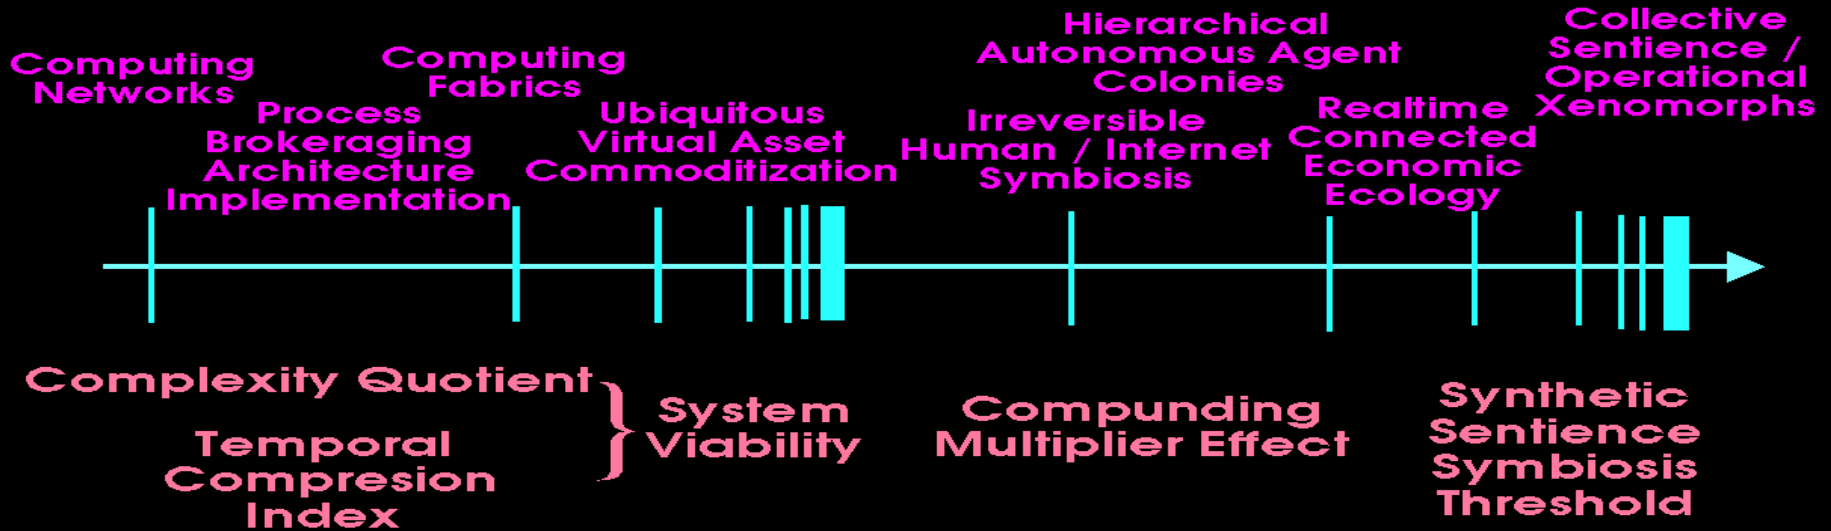 Computing
Networks
Process
Brokeraging
Architecture
Implementation
Computing
Fabrics
Ubiquitous
Virtual Asset
Commoditization
Hierarchical
Autonomous Agent
Colonies
Irreversible
Human / Internet
Symbiosis
Realtime
Connected
Economic
Ecology
Collective
Sentience /
Operational
Xenomorphs
Complexity Quotient
Temporal
Compresion
Index
System
Viability
Compunding
Multiplier Effect
Synthetic
Sentience
Symbiosis
Threshold